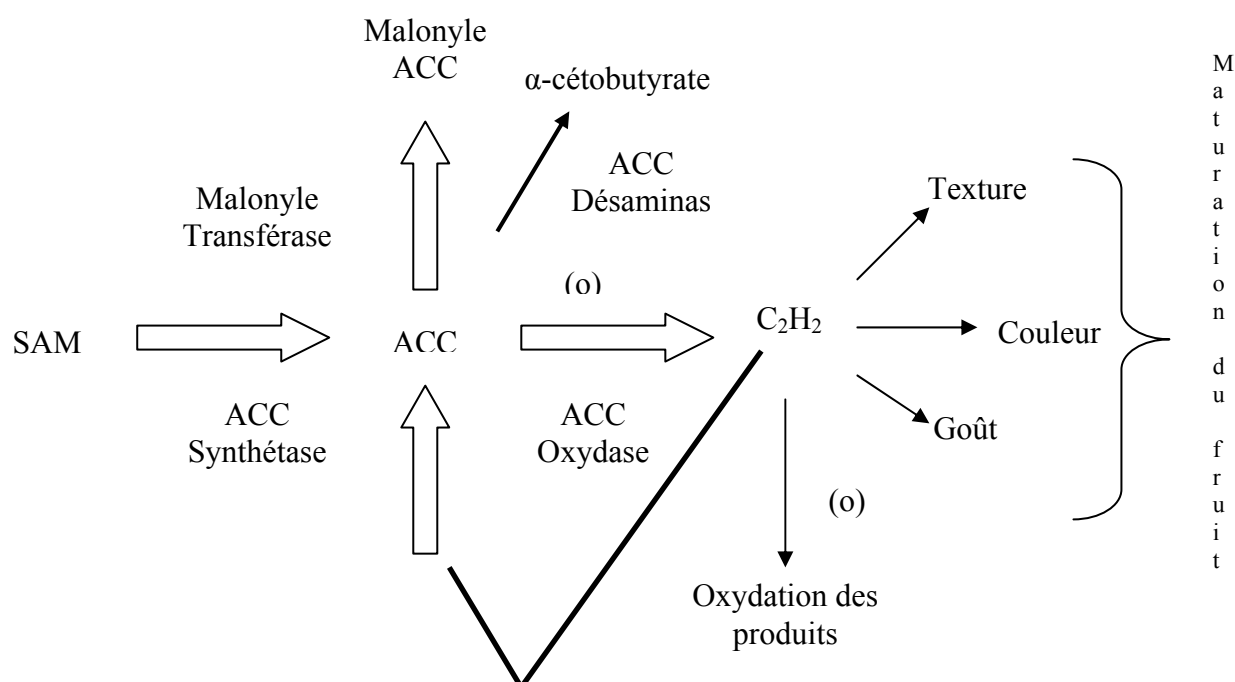 Malonyle
ACC
α-cétobutyrate
ACC
Désaminas
Malonyle
Transférase
(o)
SAM
ACC
C₂H₂
ACC
Synthétase
ACC
Oxydase
Texture
Couleur
Goût
(o)
Oxydation des
produits
Maturation du fruit